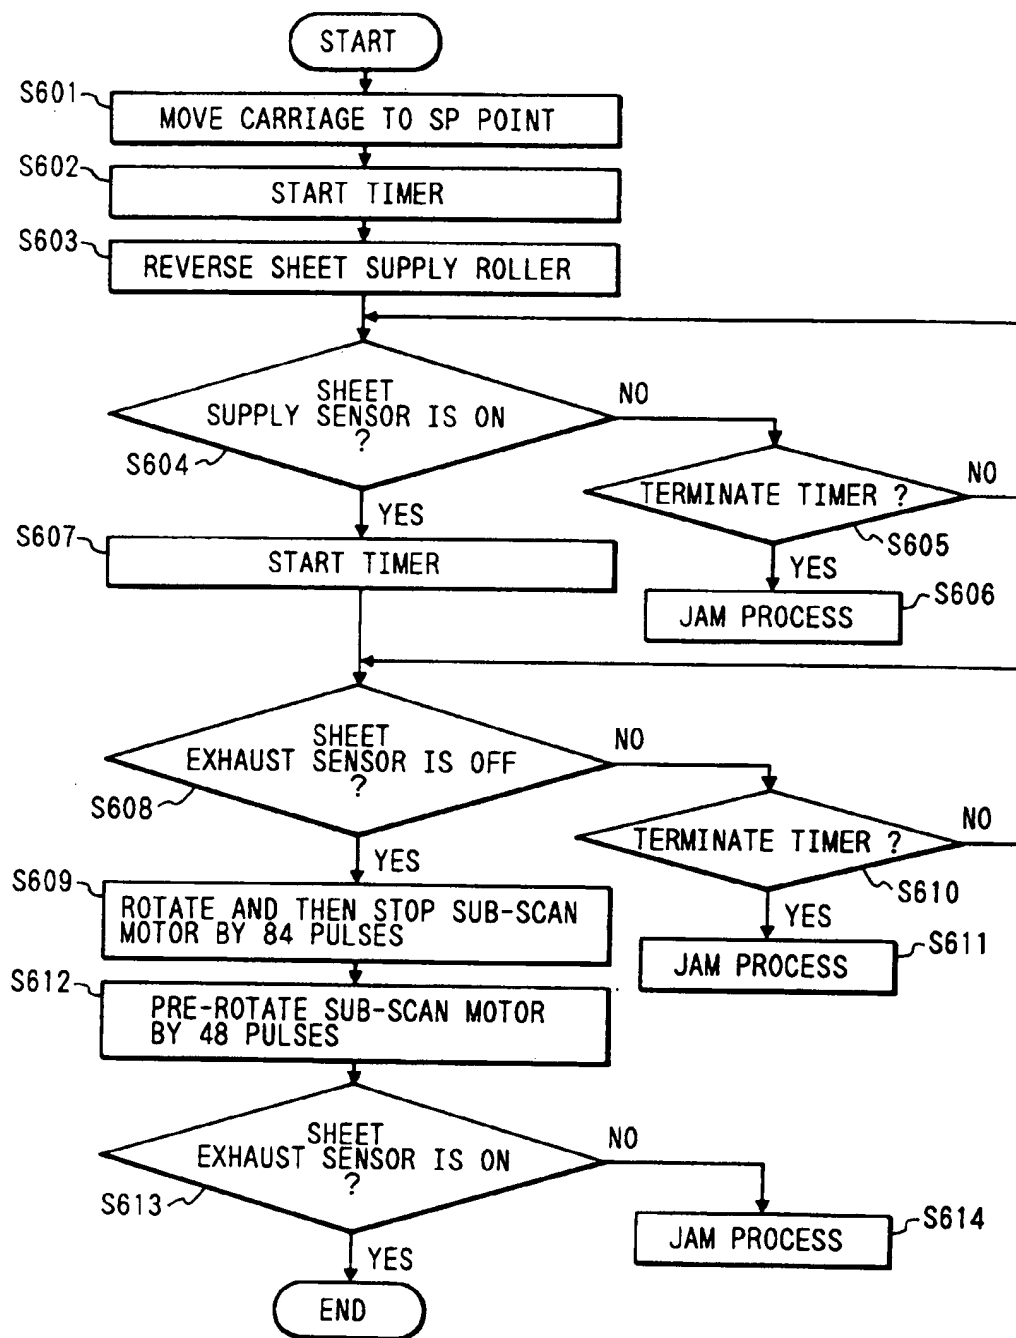 START
S601
MOVE CARRIAGE TO SP POINT
S602
START TIMER
S603
REVERSE SHEET SUPPLY ROLLER
SHEET
SUPPLY SENSOR IS ON
?
NO
S604
YES
TERMINATE TIMER ?
NO
S605
YES
S606
JAM PROCESS
S607
START TIMER
SHEET
EXHAUST SENSOR IS OFF
?
NO
S608
YES
TERMINATE TIMER ?
NO
S610
YES
S611
JAM PROCESS
S609
ROTATE AND THEN STOP SUB-SCAN
MOTOR BY 84 PULSES
S612
PRE-ROTATE SUB-SCAN MOTOR
BY 48 PULSES
SHEET
EXHAUST SENSOR IS ON
?
NO
S613
YES
S614
JAM PROCESS
END